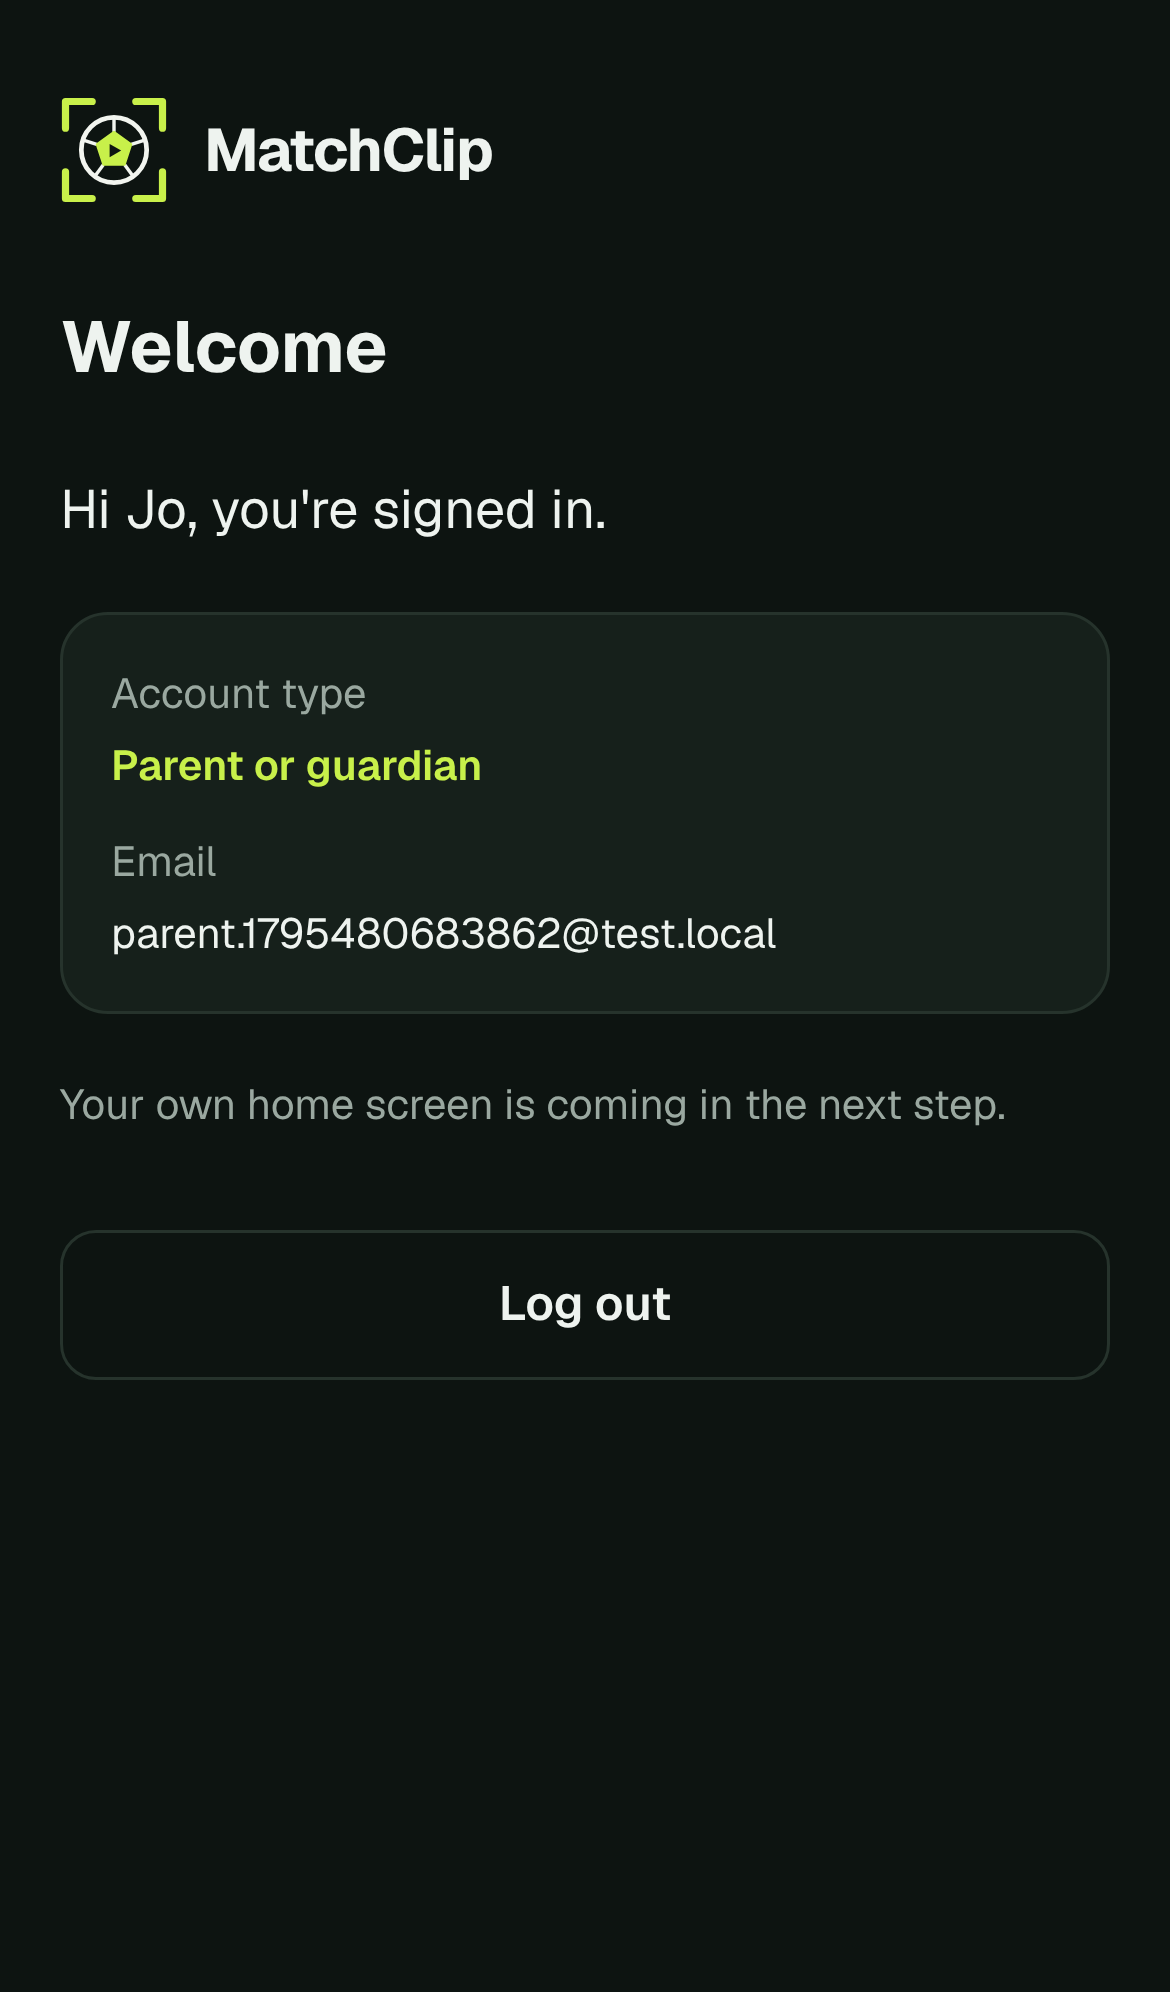 MatchClip
Welcome
Hi Jo, you're signed in.
Account type
Parent or guardian
Email
parent.1795480683862@test.local
Your own home screen is coming in the next step.
Log out